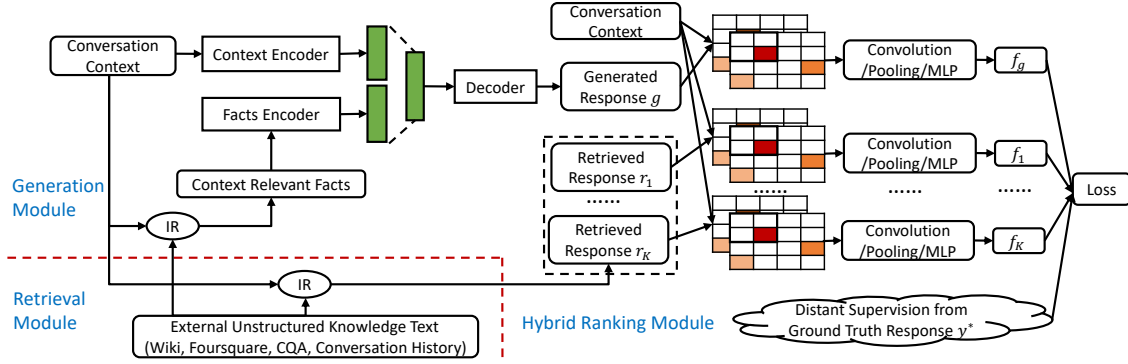 Conversation
Context
Context Encoder
Facts Encoder
Decoder
Generated
Response g
Conversation
Context
Convolution
/Pooling/MLP
f_g
Retrieved
Response r_1
......
Retrieved
Response r_K
......
Convolution
/Pooling/MLP
......
Convolution
/Pooling/MLP
f_1
......
f_K
Loss
Generation
Module
Context Relevant Facts
IR
Retrieval
Module
IR
External Unstructured Knowledge Text
(Wiki, Foursquare, CQA, Conversation History)
Hybrid Ranking Module
Distant Supervision from
Ground Truth Response y*